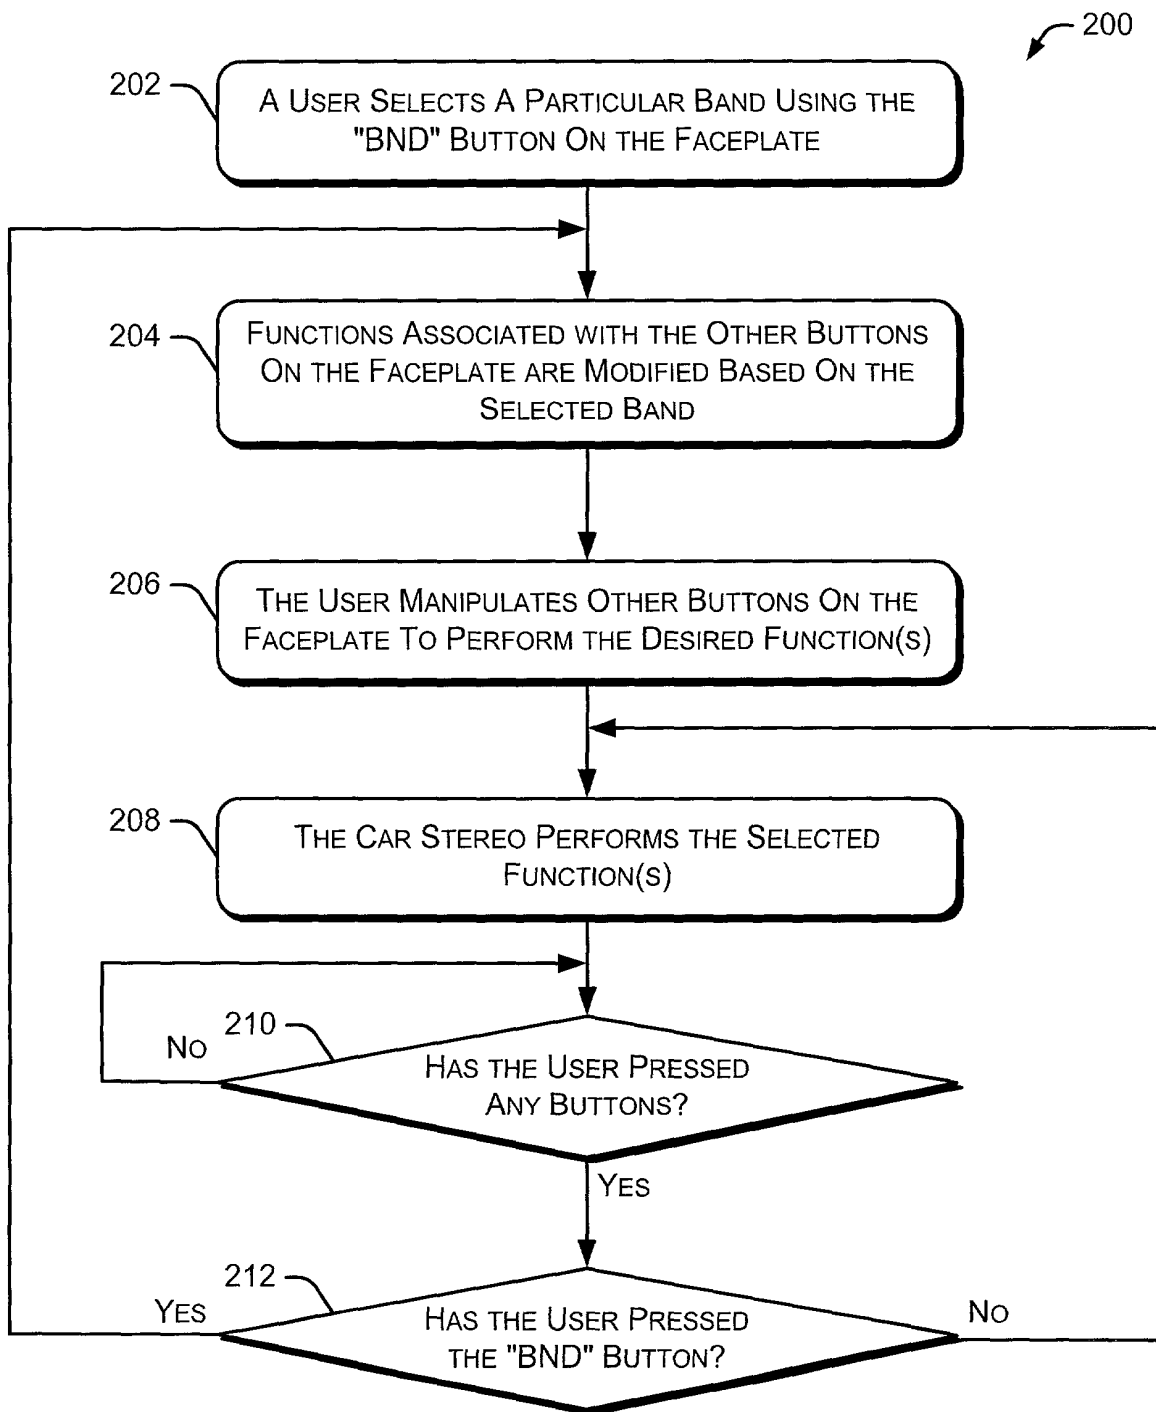 200
202
A USER SELECTS A PARTICULAR BAND USING THE
"BND" BUTTON ON THE FACEPLATE
204
FUNCTIONS ASSOCIATED WITH THE OTHER BUTTONS
ON THE FACEPLATE ARE MODIFIED BASED ON THE
SELECTED BAND
206
THE USER MANIPULATES OTHER BUTTONS ON THE
FACEPLATE TO PERFORM THE DESIRED FUNCTION(S)
208
THE CAR STEREO PERFORMS THE SELECTED
FUNCTION(S)
210
NO
HAS THE USER PRESSED
ANY BUTTONS?
YES
212
YES
HAS THE USER PRESSED
THE "BND" BUTTON?
NO